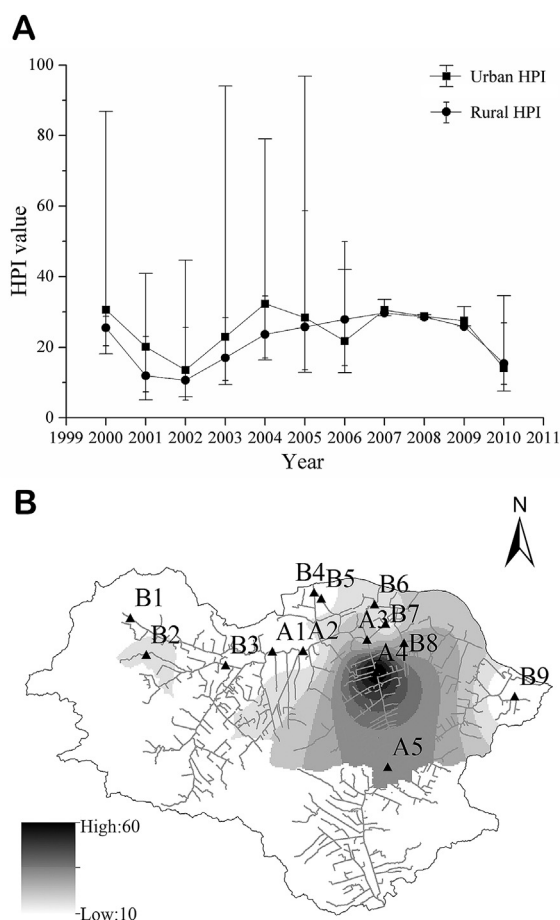 A
100
80
60
40
20
0
HPI value
Urban HPI
Rural HPI
1999 2000 2001 2002 2003 2004 2005 2006 2007 2008 2009 2010 2011
Year
B
N
B4 B5 B6
B1 B7
A3
B2 B3 A1 A2 A4 B8
B9
A5
High:60
Low:10